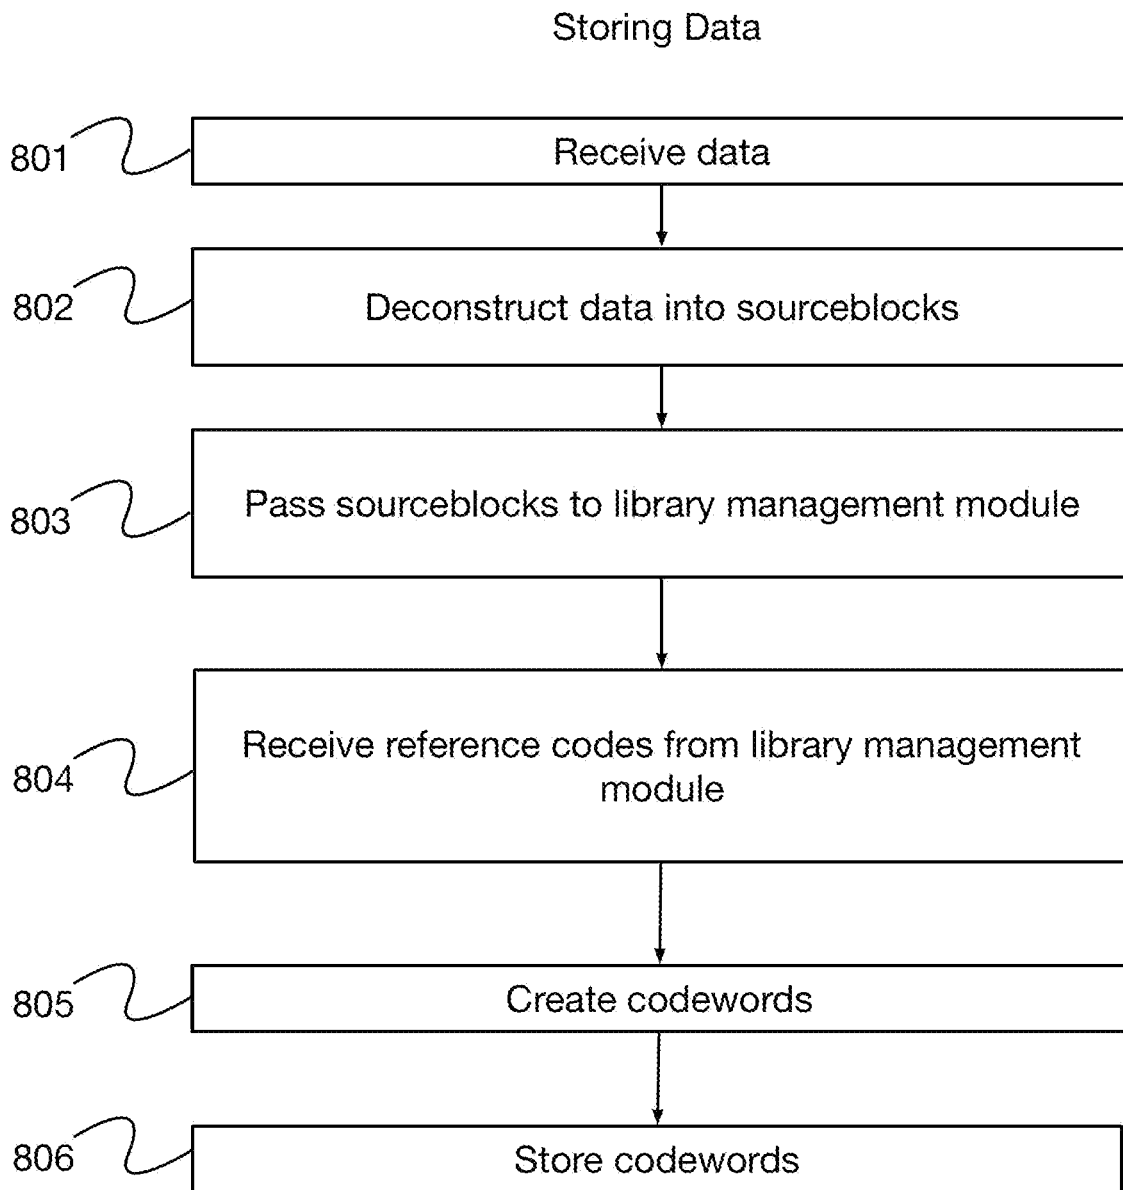 Storing Data
801
Receive data
802
Deconstruct data into sourceblocks
803
Pass sourceblocks to library management module
804
Receive reference codes from library management
module
805
Create codewords
806
Store codewords